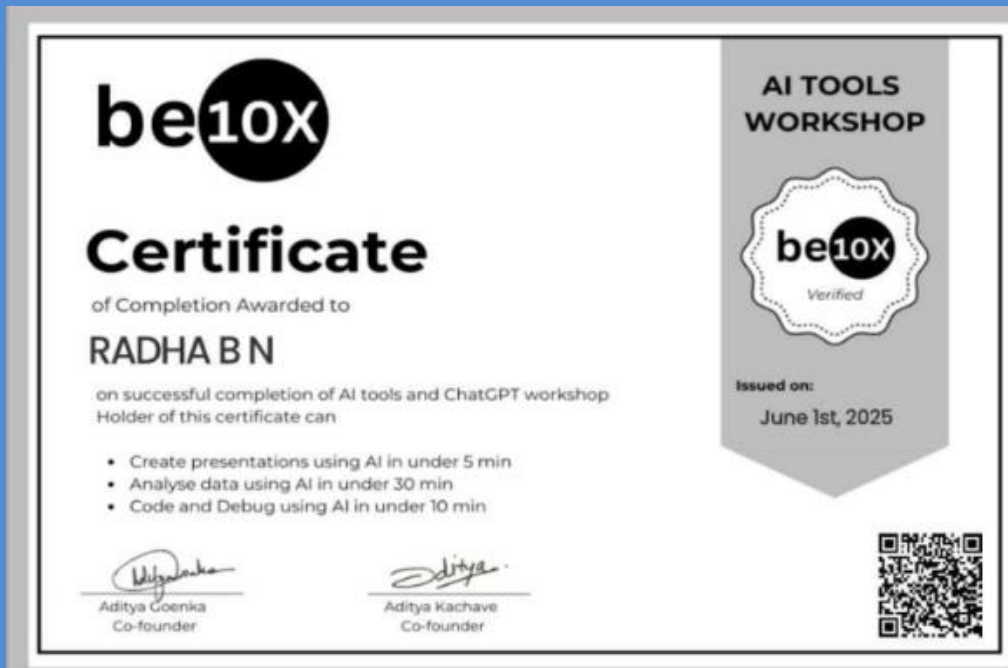 be10X
Certificate
of Completion Awarded to
RADHA B N
on successful completion of AI tools and ChatGPT workshop
Holder of this certificate can
• Create presentations using AI in under 5 min
• Analyse data using AI in under 30 min
• Code and Debug using AI in under 10 min
Aditya Goenka
Co-founder
Aditya
Aditya Kachave
Co-founder
AI TOOLS
WORKSHOP
be10X
Verified
Issued on:
June 1st, 2025